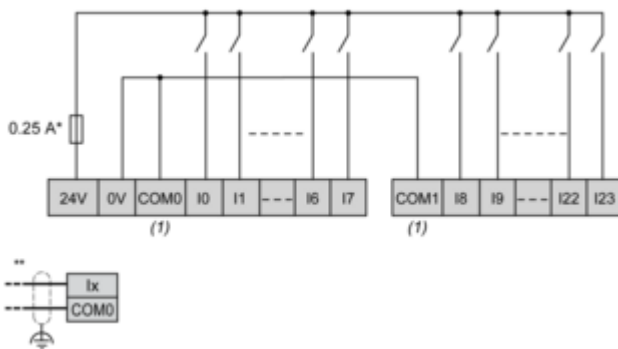 0.25 A*
24V 0V COM0 I0 I1 I6 I7 COM1 I8 I9 I22 I23
(1) (1)
**
Ix
COM0